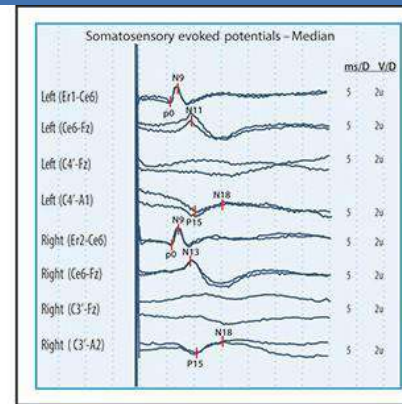 Somatosensory evoked potentials – Median
ms/D V/D
N9
Left (Er1-Ce6) 5 2u
p0
N11
Left (Ce6-Fz) 5 2u
Left (C4'-Fz) 5 2u
Left (C4'-A1) N18 5 2u
P15
N9
Right (Er2-Ce6) 5 2u
p0
N13
Right (Ce6-Fz) 5 2u
Right (C3'-Fz) 5 2u
N18
Right ( C3'-A2) 5 2u
P15